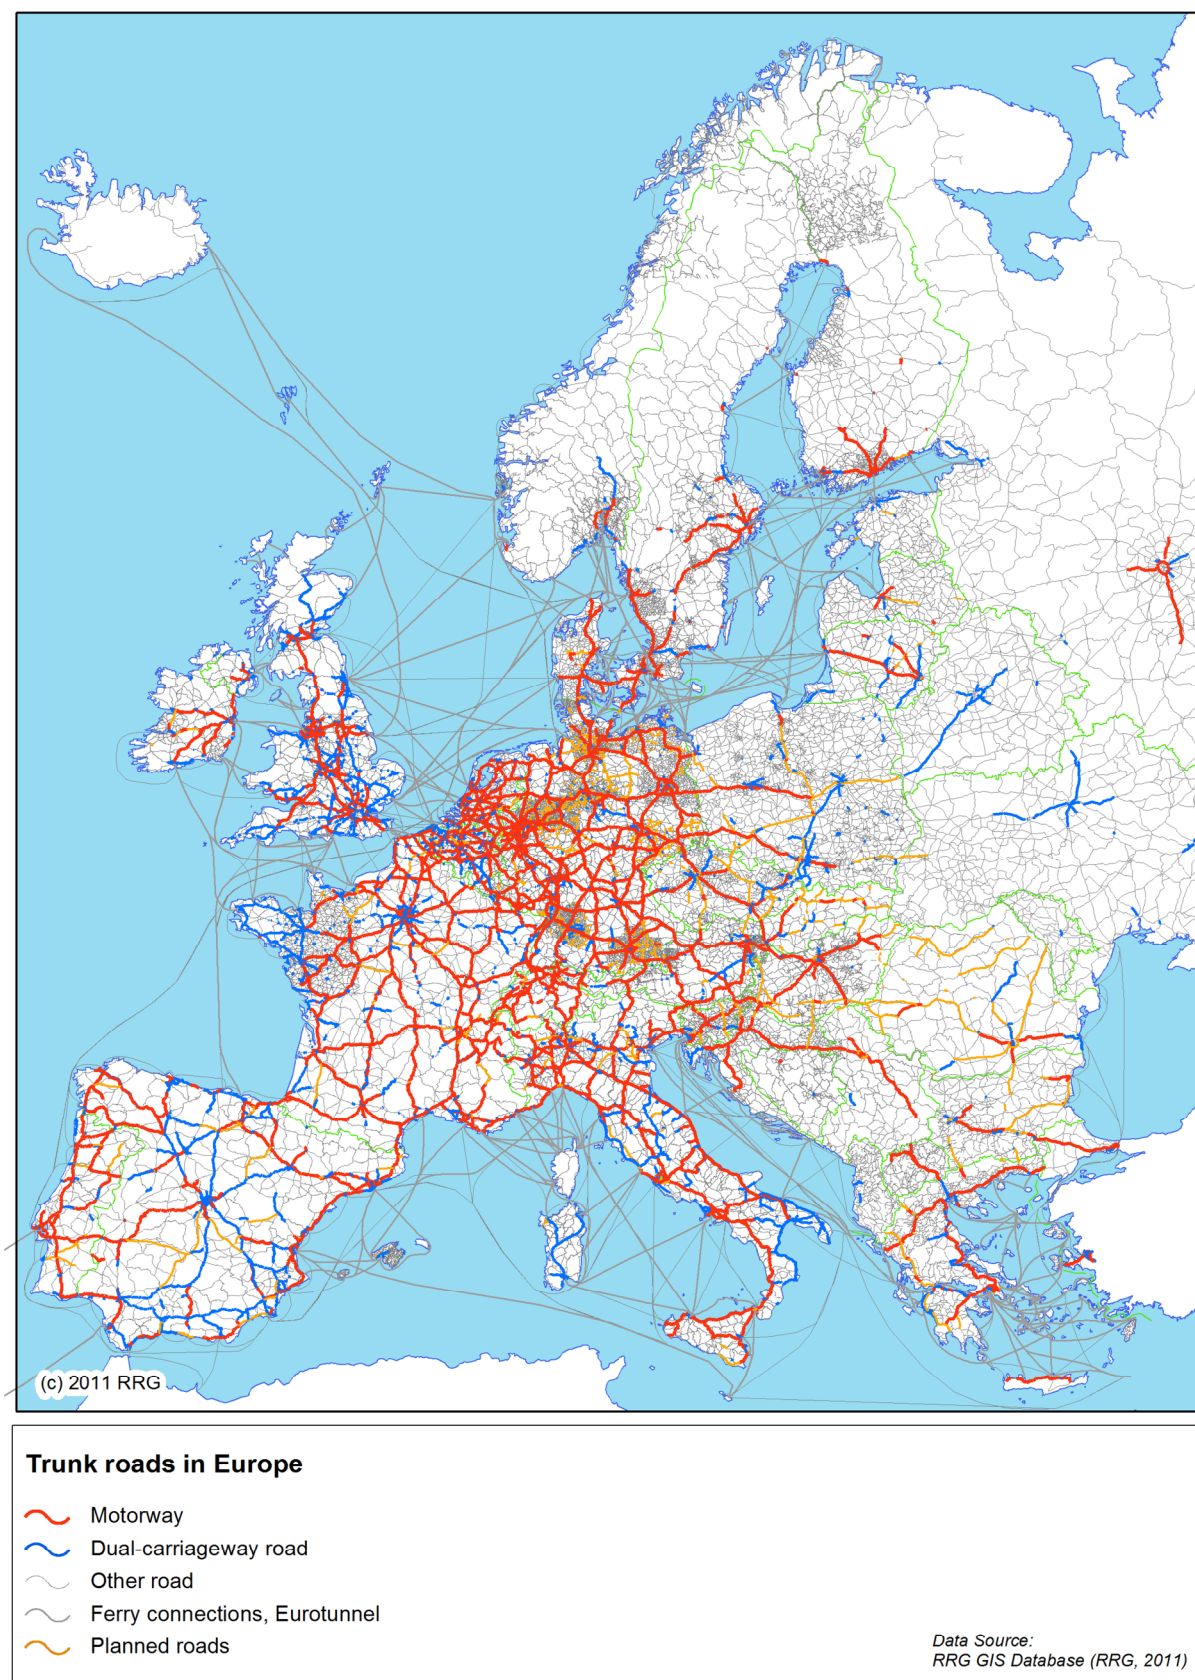 (c) 2011 RRG
Trunk roads in Europe
Motorway
Dual-carriageway road
Other road
Ferry connections, Eurotunnel
Planned roads
Data Source:
RRG GIS Database (RRG, 2011)